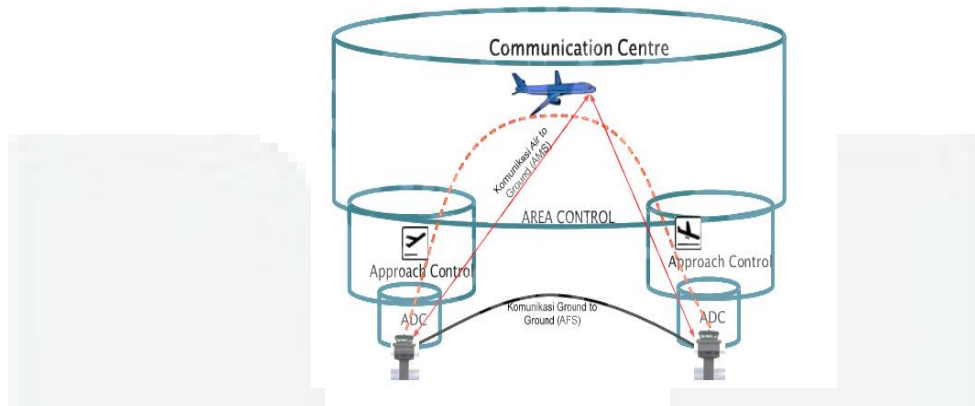 Communication Centre
Komunikasi Air to
Ground (AMS)
AREA CONTROL
Approach Control
Approach Control
Komunikasi Ground to
Ground (AFS)
ADC
ADC